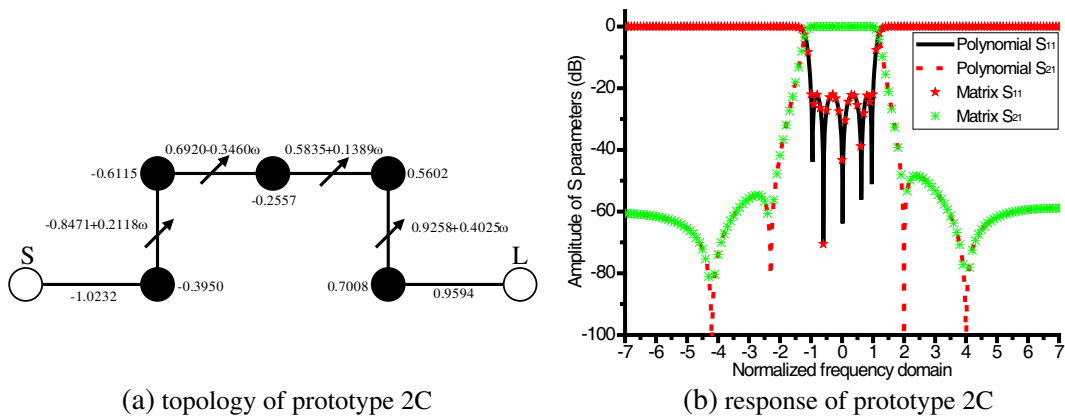 0.6920-0.3460ω
0.5835+0.1389ω
-0.6115
-0.2557
0.5602
-0.8471+0.2118ω
0.9258+0.4025ω
S
L
-0.3950
0.7008
-1.0232
0.9594
(a) topology of prototype 2C
Amplitude of S parameters (dB)
0
-20
-40
-60
-80
-100
Polynomial S11
Polynomial S21
Matrix S11
Matrix S21
-7 -6 -5 -4 -3 -2 -1 0 1 2 3 4 5 6 7
Normalized frequency domain
(b) response of prototype 2C